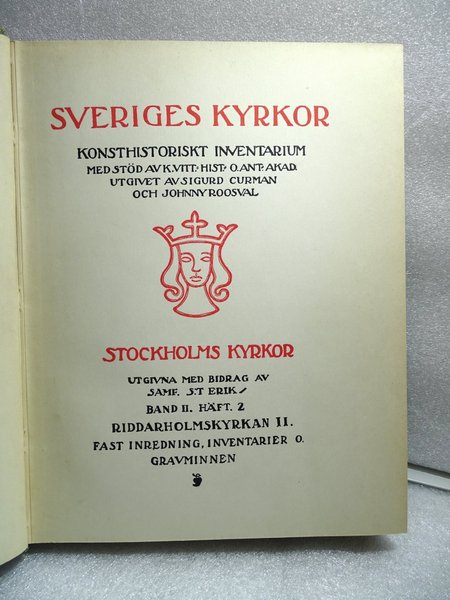 SVERIGES KYRKOR
KONSTHISTORISKT INVENTARIUM
MED STÖD AV K. VITT. HIST. O. ANT. AKAD.
UTGIVET AV SIGURD CURMAN
OCH JOHNNY ROOSVAL
STOCKHOLMS KYRKOR
UTGIVNA MED BIDRAG AV
SAMF. S:T ERIK
BAND II. HÄFT. 2
RIDDARHOLMSKYRKAN II.
FAST INREDNING, INVENTARIER O.
GRAVMINNEN